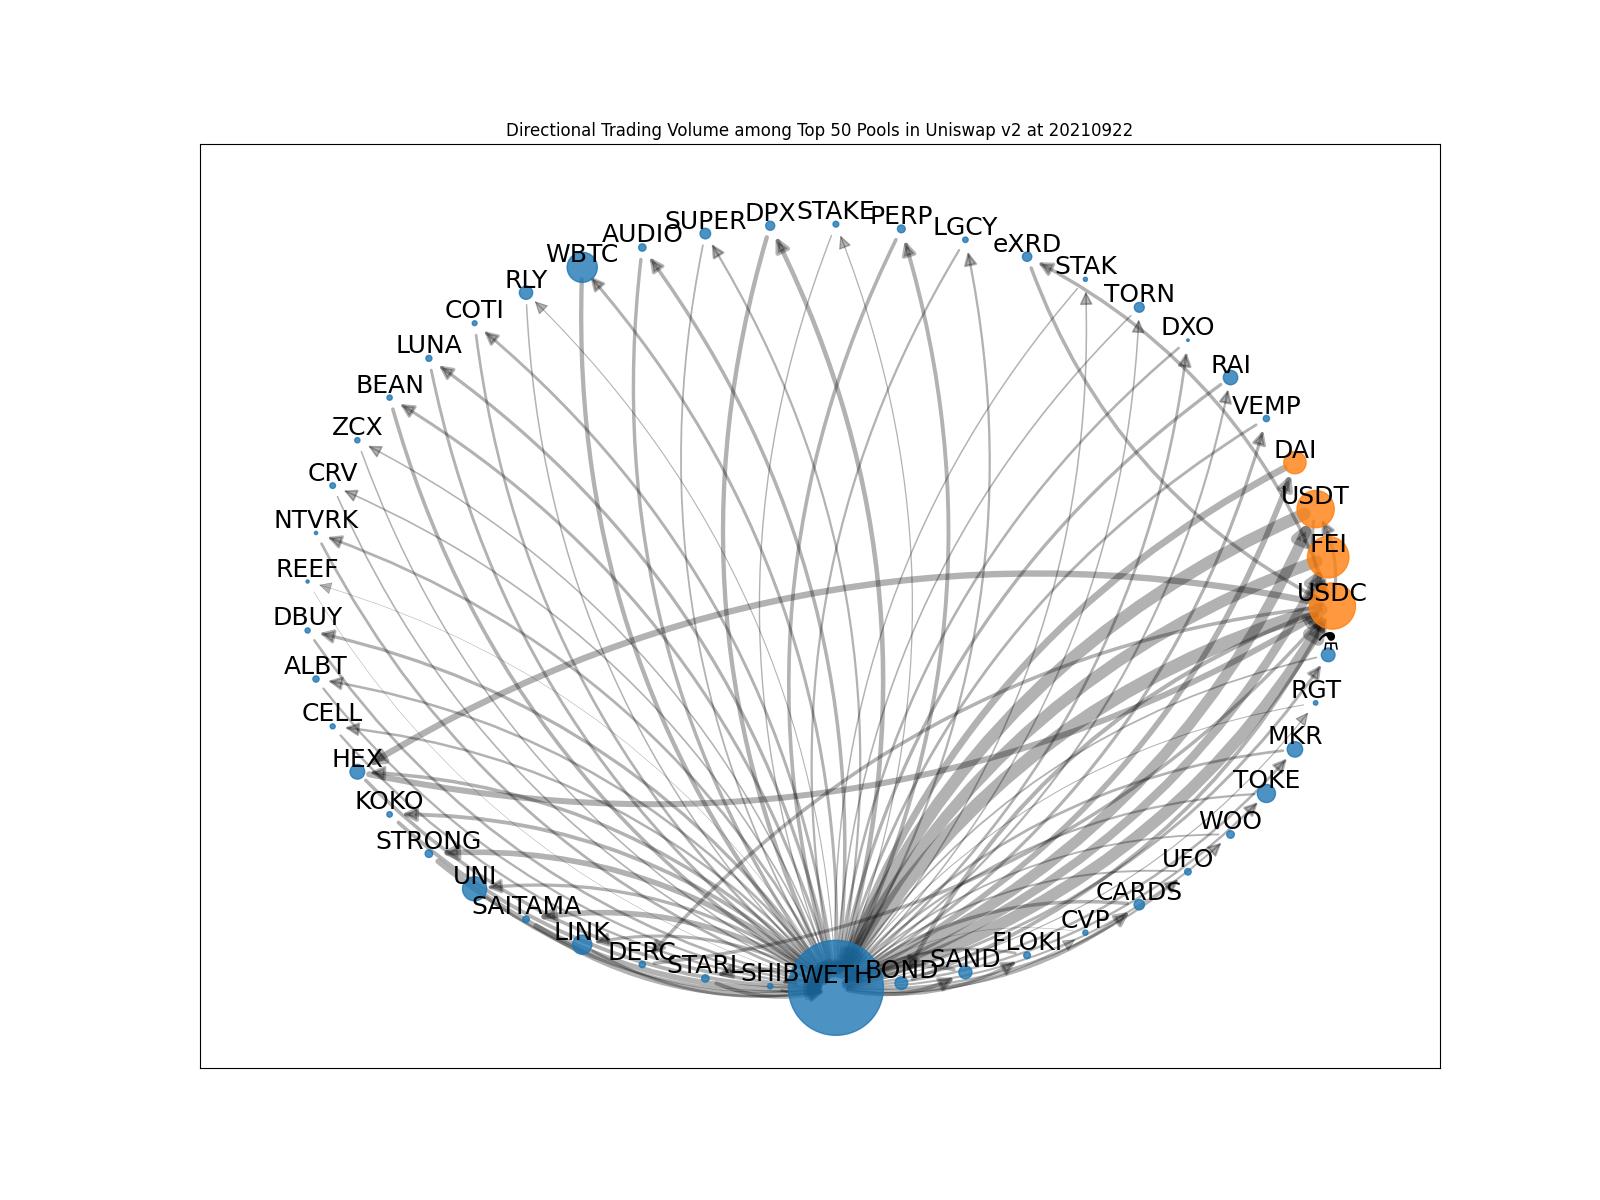 Directional Trading Volume among Top 50 Pools in Uniswap v2 at 20210922
STAKE
DPX
PERP
SUPER
LGCY
AUDIO
eXRD
WBTC
STAK
RLY
TORN
COTI
DXO
LUNA
RAI
BEAN
VEMP
ZCX
DAI
CRV
USDT
NTVRK
FEI
REEF
USDC
DBUY
⚗
ALBT
RGT
CELL
MKR
HEX
TOKE
KOKO
WOO
STRONG
UFO
UNI
CARDS
SAITAMA
CVP
LINK
FLOKI
DERC
SAND
STARL
BOND
SHIB
WETH